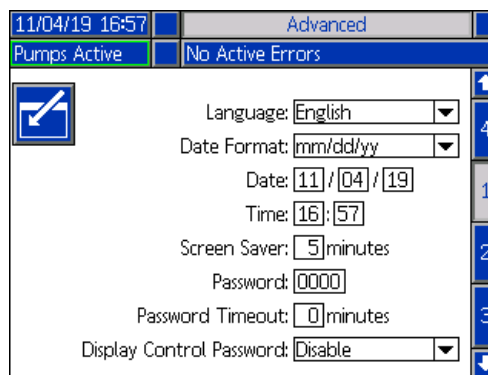 11/04/19 16:57 Advanced
Pumps Active No Active Errors
Language: English
4
Date Format: mm/dd/yy
Date: 11 / 04 / 19
1
Time: 16 : 57
Screen Saver: 5 minutes
2
Password: 0000
Password Timeout: 0 minutes
3
Display Control Password: Disable